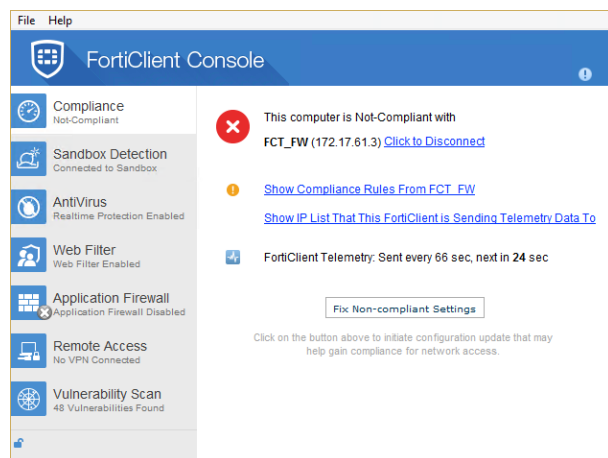 File Help
FortiClient Console
Compliance
Not-Compliant
Sandbox Detection
Connected to Sandbox
AntiVirus
Realtime Protection Enabled
Web Filter
Web Filter Enabled
Application Firewall
Application Firewall Disabled
Remote Access
No VPN Connected
Vulnerability Scan
48 Vulnerabilities Found
This computer is Not-Compliant with
FCT_FW (172.17.61.3) Click to Disconnect
Show Compliance Rules From FCT_FW
Show IP List That This FortiClient is Sending Telemetry Data To
FortiClient Telemetry: Sent every 66 sec, next in 24 sec
Fix Non-compliant Settings
Click on the button above to initiate configuration update that may
help gain compliance for network access.